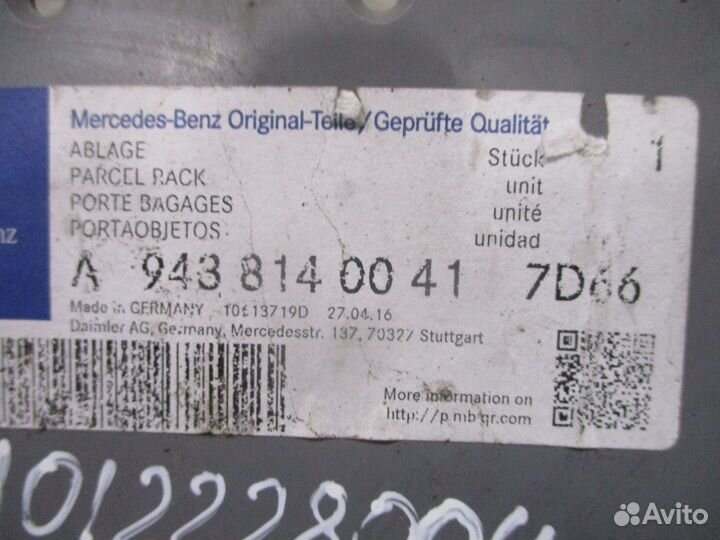 Mercedes-Benz Original-Teile/Geprüfte Qualität
ABLAGE
PARCEL RACK
PORTE BAGAGES
PORTAOBJETOS
Stück
unit
unité
unidad
1
nz
A 943 814 00 41 7D66
Made in GERMANY 10613719D 27.04.16
Daimler AG, Germany, Mercedesstr. 137, 70327 Stuttgart
More information on
http://p.mb-qr.com
Avito